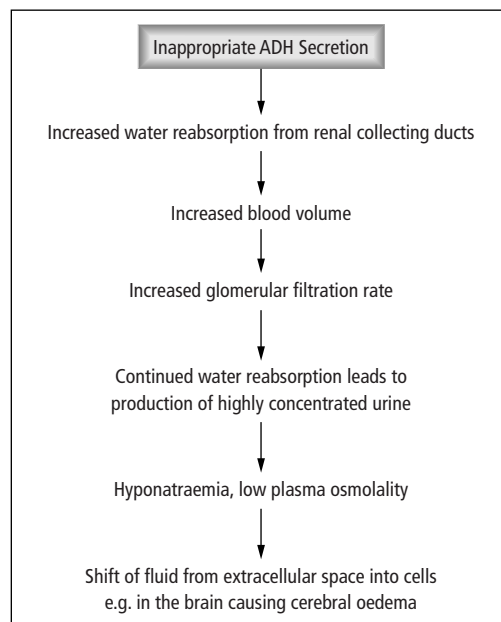 Inappropriate ADH Secretion
Increased water reabsorption from renal collecting ducts
Increased blood volume
Increased glomerular filtration rate
Continued water reabsorption leads to
production of highly concentrated urine
Hyponatraemia, low plasma osmolality
Shift of fluid from extracellular space into cells
e.g. in the brain causing cerebral oedema